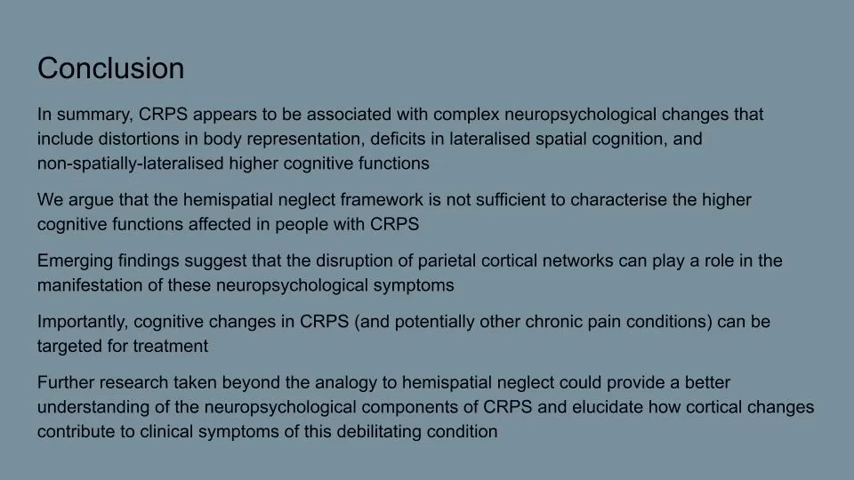 Conclusion
In summary, CRPS appears to be associated with complex neuropsychological changes that
include distortions in body representation, deficits in lateralised spatial cognition, and
non-spatially-lateralised higher cognitive functions
We argue that the hemispatial neglect framework is not sufficient to characterise the higher
cognitive functions affected in people with CRPS
Emerging findings suggest that the disruption of parietal cortical networks can play a role in the
manifestation of these neuropsychological symptoms
Importantly, cognitive changes in CRPS (and potentially other chronic pain conditions) can be
targeted for treatment
Further research taken beyond the analogy to hemispatial neglect could provide a better
understanding of the neuropsychological components of CRPS and elucidate how cortical changes
contribute to clinical symptoms of this debilitating condition